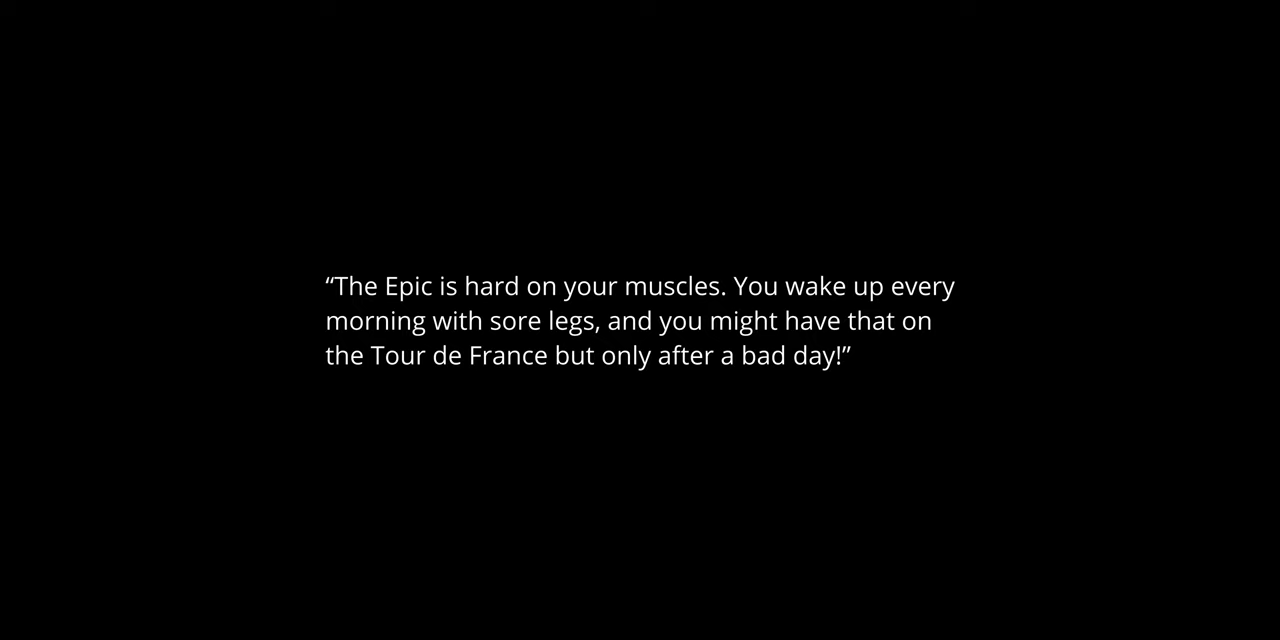 “The Epic is hard on your muscles. You wake up every
morning with sore legs, and you might have that on
the Tour de France but only after a bad day!”